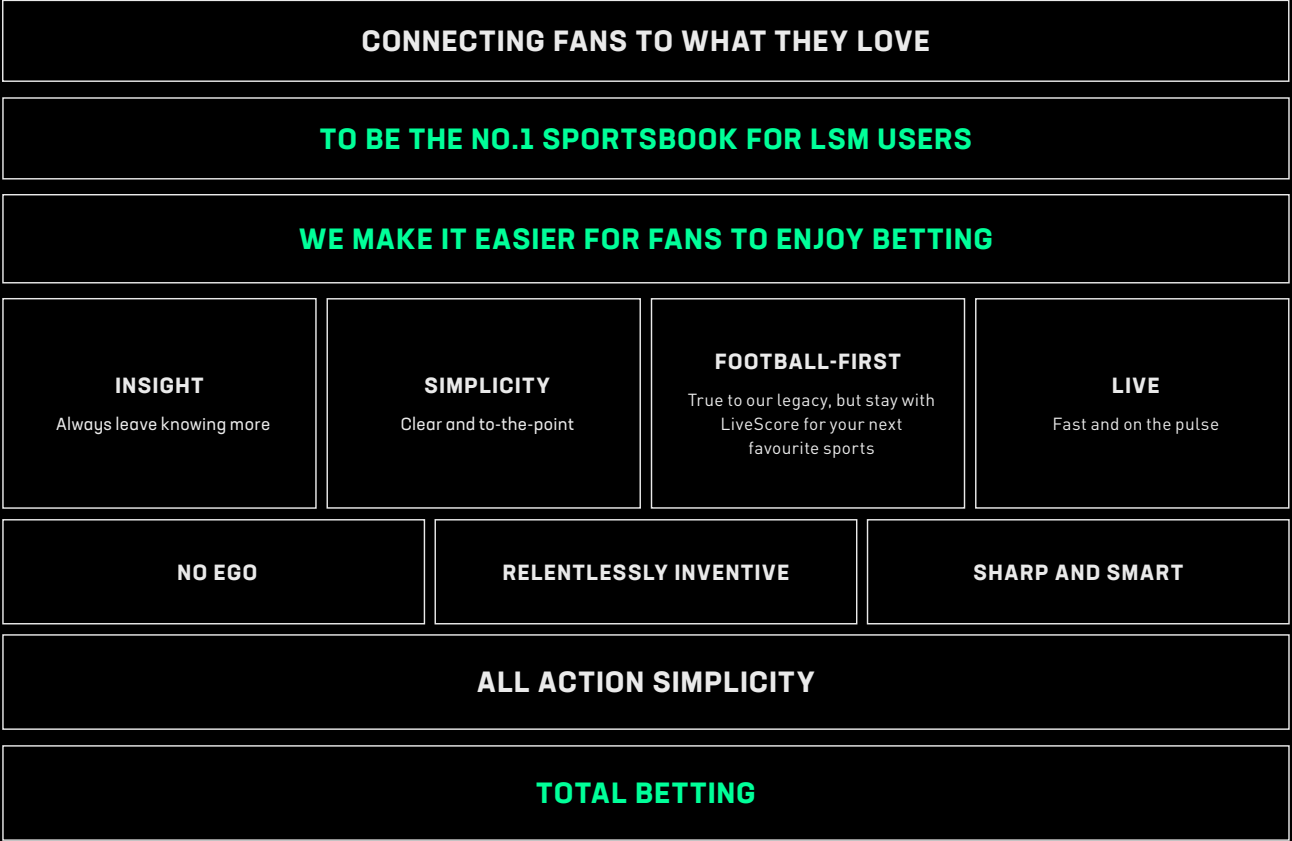 CONNECTING FANS TO WHAT THEY LOVE
TO BE THE NO.1 SPORTSBOOK FOR LSM USERS
WE MAKE IT EASIER FOR FANS TO ENJOY BETTING
INSIGHT
Always leave knowing more
SIMPLICITY
Clear and to-the-point
FOOTBALL-FIRST
True to our legacy, but stay with
LiveScore for your next
favourite sports
LIVE
Fast and on the pulse
NO EGO
RELENTLESSLY INVENTIVE
SHARP AND SMART
ALL ACTION SIMPLICITY
TOTAL BETTING